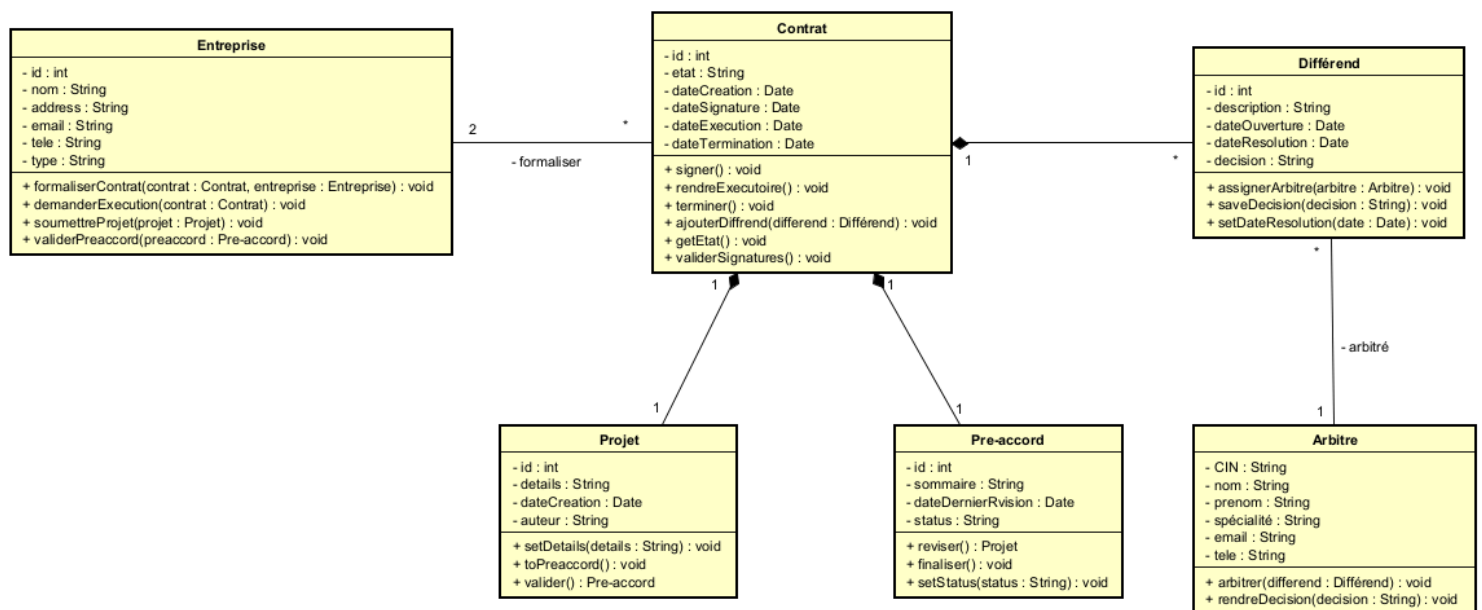 Entreprise
- id : int
- nom : String
- address : String
- email : String
- tele : String
- type : String
+ formaliserContrat(contrat : Contrat, entreprise : Entreprise) : void
+ demanderExecution(contrat : Contrat) : void
+ soumettreProjet(projet : Projet) : void
+ validerPreaccord(preaccord : Pre-accord) : void
2
*
- formaliser
Contrat
- id : int
- etat : String
- dateCreation : Date
- dateSignature : Date
- dateExecution : Date
- dateTermination : Date
+ signer() : void
+ rendreExecutoire() : void
+ terminer() : void
+ ajouterDiffrend(differend : Différend) : void
+ getEtat() : void
+ validerSignatures() : void
1
*
Différend
- id : int
- description : String
- dateOuverture : Date
- dateResolution : Date
- decision : String
+ assignerArbitre(arbitre : Arbitre) : void
+ saveDecision(decision : String) : void
+ setDateResolution(date : Date) : void
1
1
*
- arbitré
1
1
1
Projet
- id : int
- details : String
- dateCreation : Date
- auteur : String
+ setDetails(details : String) : void
+ toPreaccord() : void
+ valider() : Pre-accord
Pre-accord
- id : int
- sommaire : String
- dateDernierRvision : Date
- status : String
+ reviser() : Projet
+ finaliser() : void
+ setStatus(status : String) : void
Arbitre
- CIN : String
- nom : String
- prenom : String
- spécialité : String
- email : String
- tele : String
+ arbitrer(differend : Différend) : void
+ rendreDecision(decision : String) : void